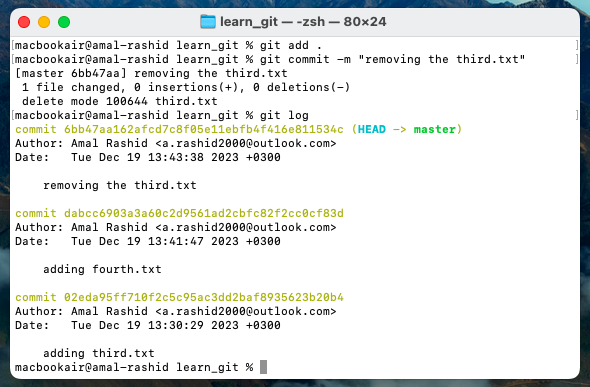 learn_git — -zsh — 80×24
[macbookair@amal-rashid learn_git % git add .]
[macbookair@amal-rashid learn_git % git commit -m "removing the third.txt"]
[master 6bb47aa] removing the third.txt
1 file changed, 0 insertions(+), 0 deletions(-)
delete mode 100644 third.txt
[macbookair@amal-rashid learn_git % git log]
commit 6bb47aa162afcd7c8f05e11ebfb4f416e811534c (HEAD -> master)
Author: Amal Rashid <a.rashid2000@outlook.com>
Date:   Tue Dec 19 13:43:38 2023 +0300
removing the third.txt
commit dabcc6903a3a60c2d9561ad2cbfc82f2cc0cf83d
Author: Amal Rashid <a.rashid2000@outlook.com>
Date:   Tue Dec 19 13:41:47 2023 +0300
adding fourth.txt
commit 02eda95ff710f2c5c95ac3dd2baf8935623b20b4
Author: Amal Rashid <a.rashid2000@outlook.com>
Date:   Tue Dec 19 13:30:29 2023 +0300
adding third.txt
macbookair@amal-rashid learn_git %